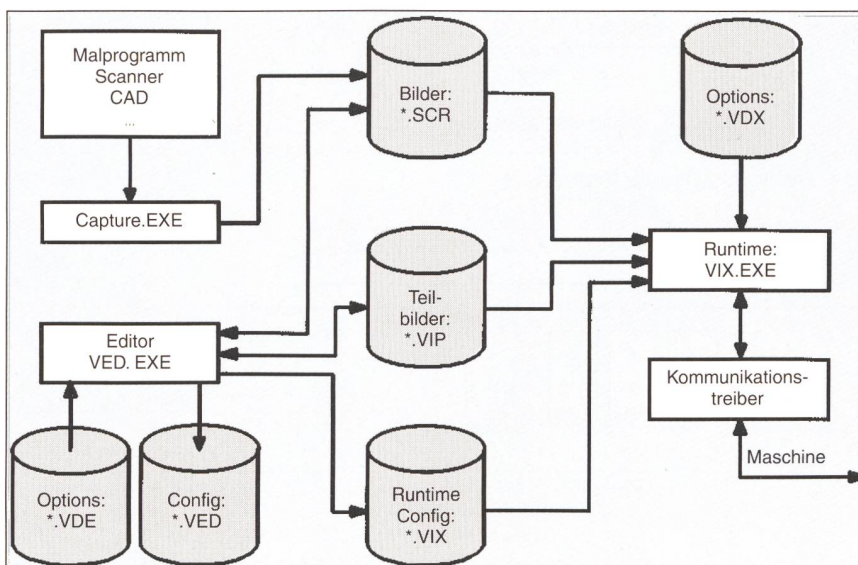 Malprogramm
Scanner
CAD
...
Capture.EXE
Bilder:
*.SCR
Options:
*.VDX
Runtime:
VIX.EXE
Teil-
bilder:
*.VIP
Editor
VED. EXE
Kommunikations-
treiber
Maschine
Options:
*.VDE
Config:
*.VED
Runtime
Config:
*.VIX